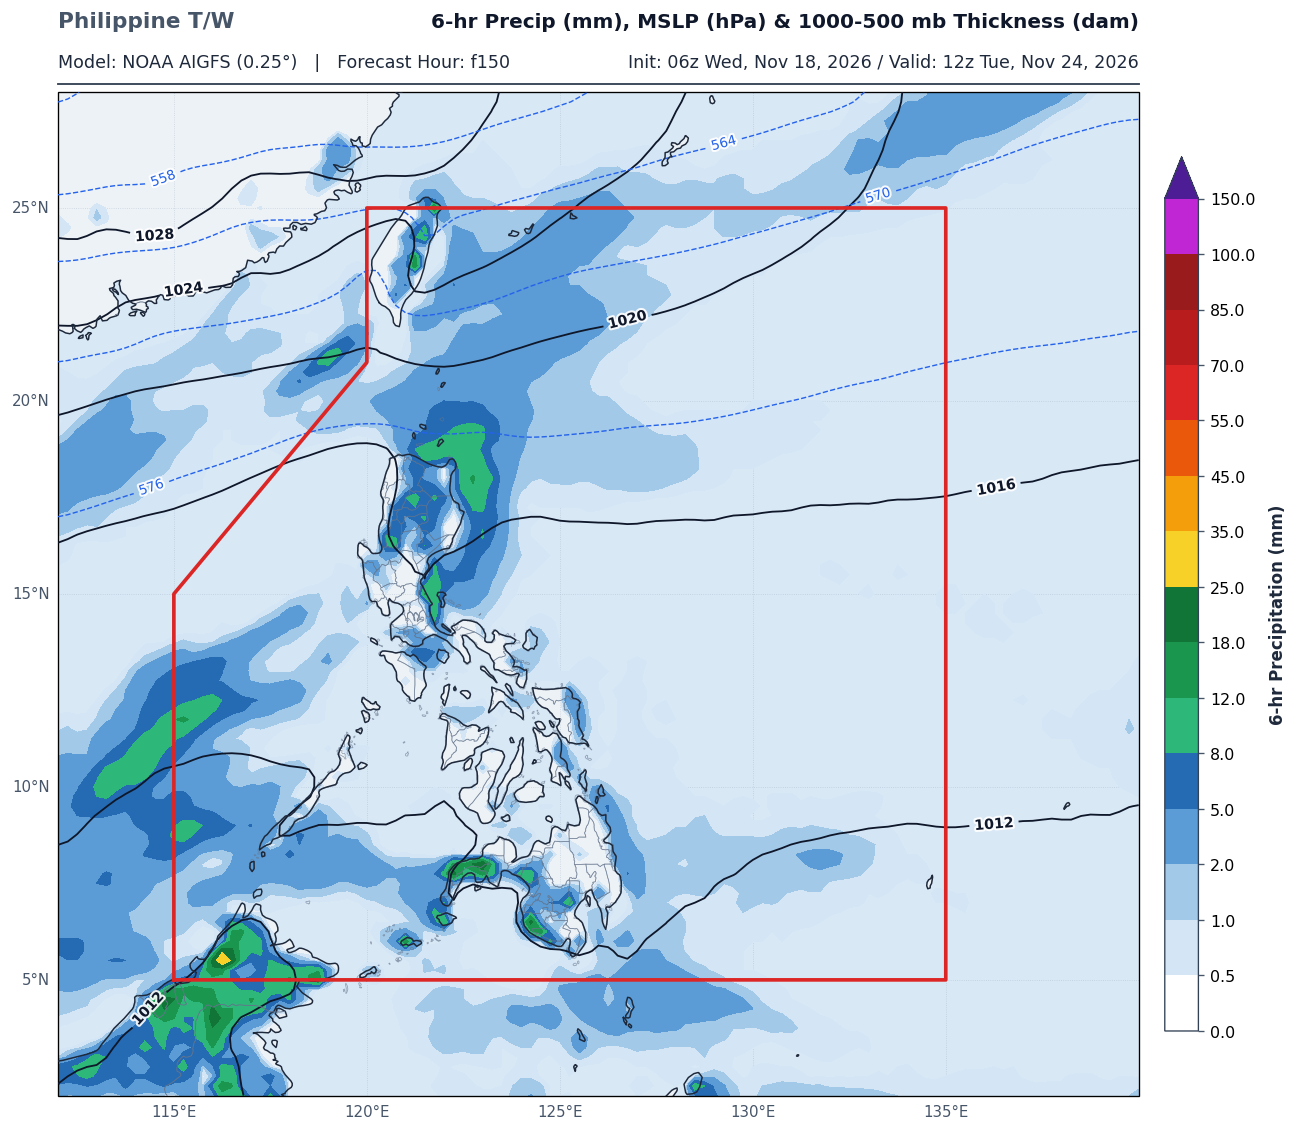 Philippine T/W
6-hr Precip (mm), MSLP (hPa) & 1000-500 mb Thickness (dam)
Model: NOAA AIGFS (0.25°) | Forecast Hour: f150
Init: 06z Wed, Nov 18, 2026 / Valid: 12z Tue, Nov 24, 2026
564
558
570
1028
1024
1020
576
1016
1012
1012
25°N
20°N
15°N
10°N
5°N
115°E
120°E
125°E
130°E
135°E
150.0
100.0
85.0
70.0
55.0
45.0
35.0
25.0
18.0
12.0
8.0
5.0
2.0
1.0
0.5
0.0
6-hr Precipitation (mm)